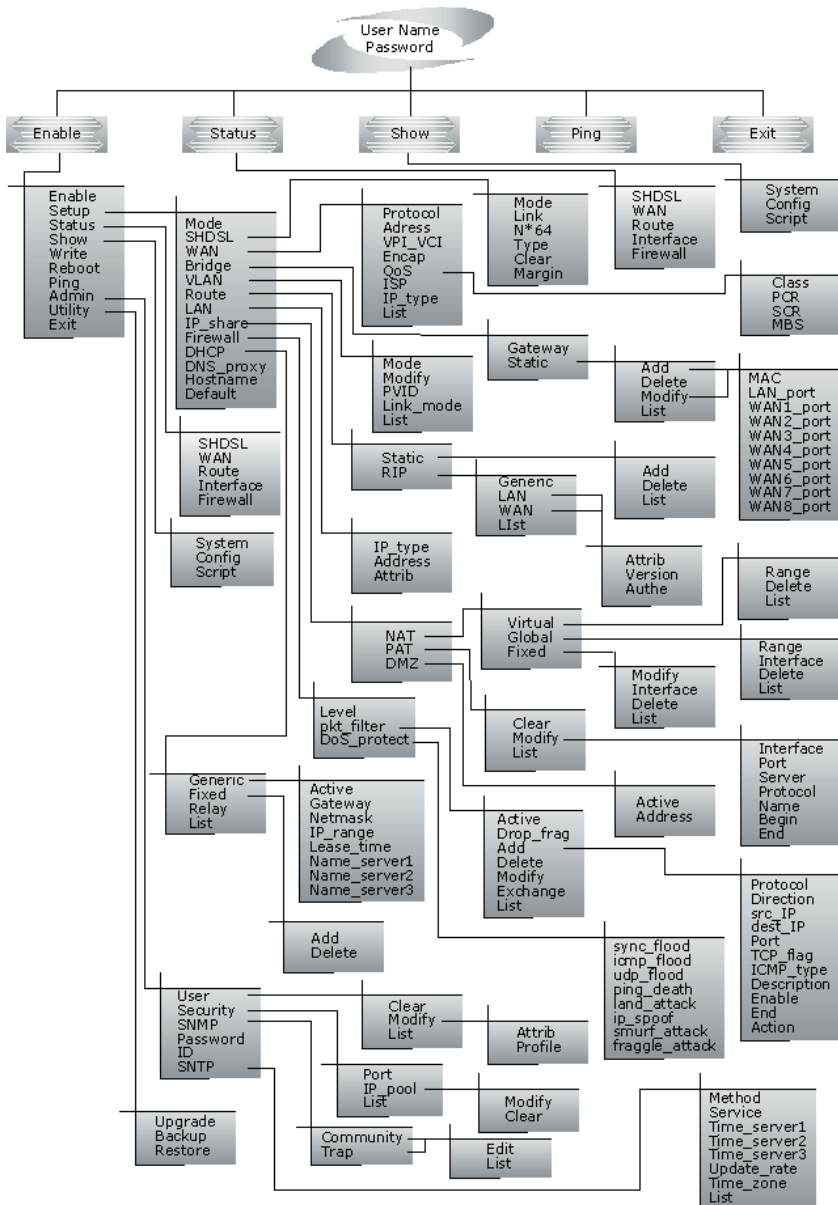 User Name
Password
Enable
Status
Show
Ping
Exit
Enable
Setup
Status
Show
Write
Reboot
Ping
Admin
Utility
Exit
Mode
SHDSL
WAN
Bridge
VLAN
Route
LAN
IP_share
Firewall
DHCP
DNS_proxy
Hostname
Default
Protocol
Adress
VPI_VCI
Encap
QoS
ISP
IP_type
List
Mode
Link
N*64
Type
Clear
Margin
SHDSL
WAN
Route
Interface
Firewall
System
Config
Script
Class
PCR
SCR
MBS
Gateway
Static
Add
Delete
Modify
List
MAC
LAN_port
WAN1_port
WAN2_port
WAN3_port
WAN4_port
WAN5_port
WAN6_port
WAN7_port
WAN8_port
Mode
Modify
PVID
Link_mode
List
SHDSL
WAN
Route
Interface
Firewall
Static
RIP
Generic
LAN
WAN
LIst
Add
Delete
List
System
Config
Script
IP_type
Address
Attrib
Attrib
Version
Authe
Range
Delete
List
NAT
PAT
DMZ
Virtual
Global
Fixed
Range
Interface
Delete
List
Modify
Interface
Delete
List
Level
pkt_filter
DoS_protect
Clear
Modify
List
Interface
Port
Server
Protocol
Name
Begin
End
Generic
Fixed
Relay
List
Active
Gateway
Netmask
IP_range
Lease_time
Name_server1
Name_server2
Name_server3
Active
Drop_frag
Add
Delete
Modify
Exchange
List
Active
Address
Protocol
Direction
src_IP
dest_IP
Port
TCP_flag
ICMP_type
Description
Enable
End
Action
Add
Delete
sync_flood
icmp_flood
udp_flood
ping_death
land_attack
ip_spoof
smurf_attack
fraggle_attack
User
Security
SNMP
Password
ID
SNTP
Clear
Modify
List
Attrib
Profile
Port
IP_pool
List
Modify
Clear
Upgrade
Backup
Restore
Community
Trap
Edit
List
Method
Service
Time_server1
Time_server2
Time_server3
Update_rate
Time_zone
List